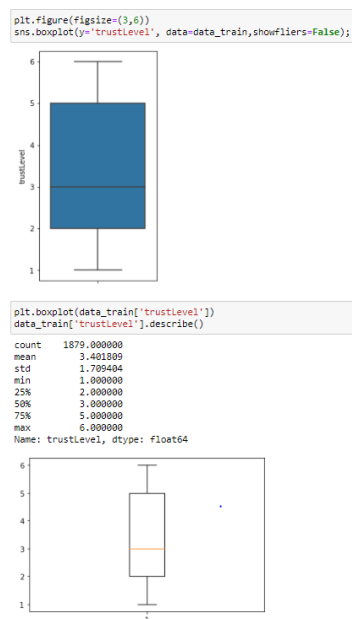 plt.figure(figsize=(3,6))
sns.boxplot(y='trustLevel', data=data_train,showfliers=False);
6
5
4
3
2
1
trustLevel
plt.boxplot(data_train['trustLevel'])
data_train['trustLevel'].describe()
count    1879.000000
mean        3.401809
std         1.709404
min         1.000000
25%         2.000000
50%         3.000000
75%         5.000000
max         6.000000
Name: trustLevel, dtype: float64
6
5
4
3
2
1